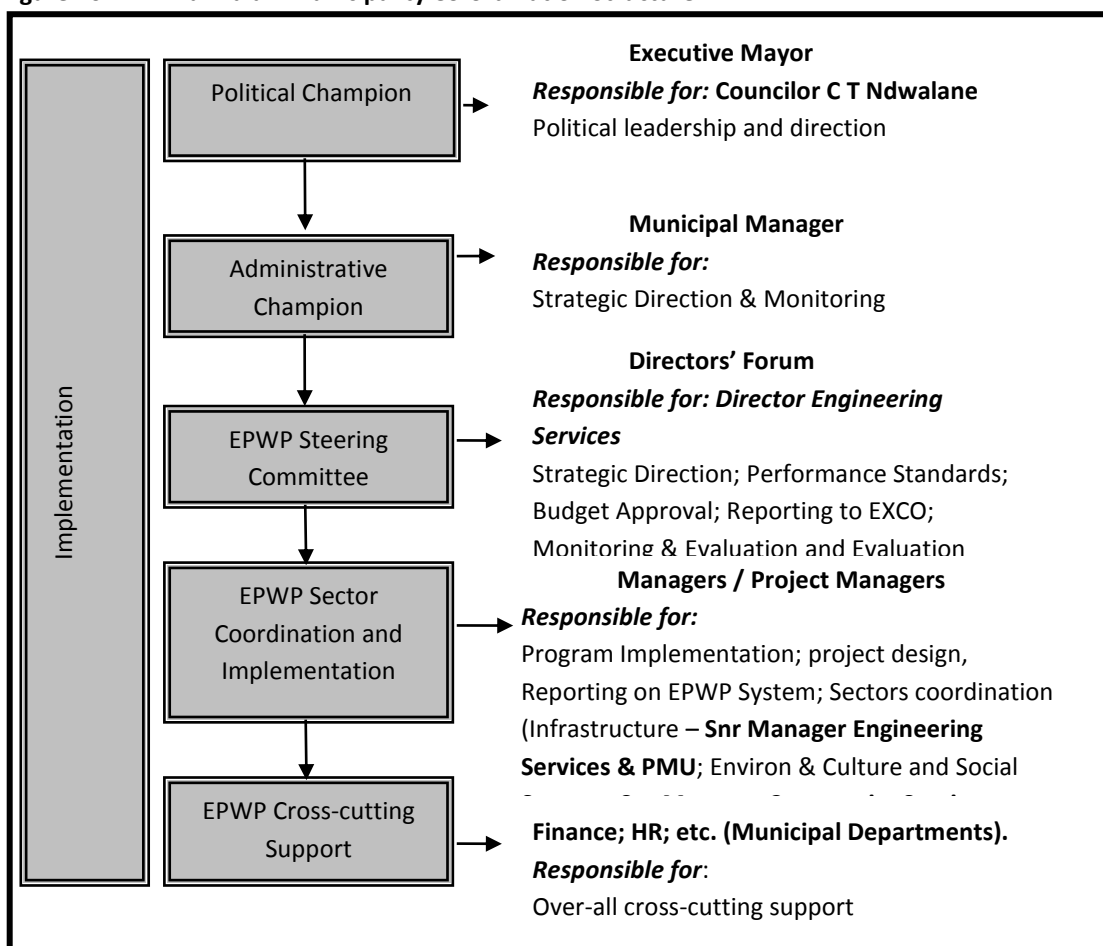 Implementation
Political Champion
Executive Mayor
Responsible for: Councilor C T Ndwalane
Political leadership and direction
Administrative
Champion
Municipal Manager
Responsible for:
Strategic Direction & Monitoring
EPWP Steering
Committee
Directors’ Forum
Responsible for: Director Engineering
Services
Strategic Direction; Performance Standards;
Budget Approval; Reporting to EXCO;
Monitoring & Evaluation and Evaluation
EPWP Sector
Coordination and
Implementation
Managers / Project Managers
Responsible for:
Program Implementation; project design,
Reporting on EPWP System; Sectors coordination
(Infrastructure – Snr Manager Engineering
Services & PMU; Environ & Culture and Social
EPWP Cross-cutting
Support
Finance; HR; etc. (Municipal Departments).
Responsible for:
Over-all cross-cutting support